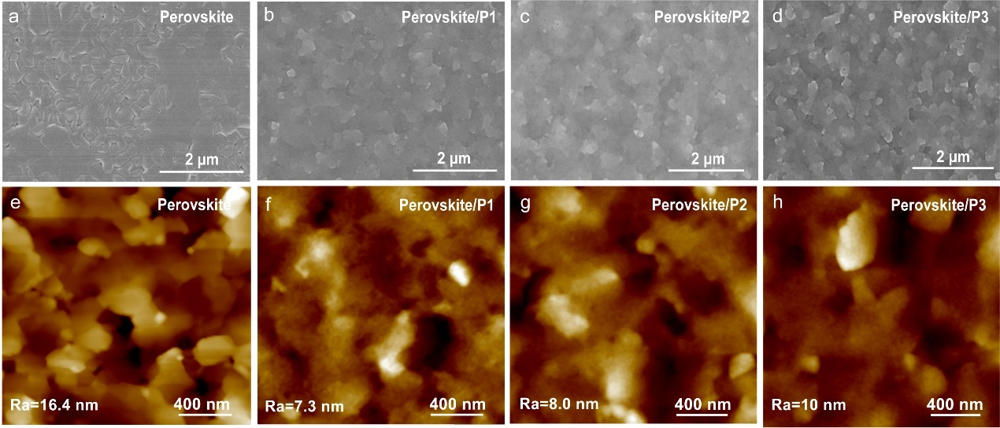 a Perovskite
2 µm
b Perovskite/P1
2 µm
c Perovskite/P2
2 µm
d Perovskite/P3
2 µm
e Perovskite
Ra=16.4 nm 400 nm
f Perovskite/P1
Ra=7.3 nm 400 nm
g Perovskite/P2
Ra=8.0 nm 400 nm
h Perovskite/P3
Ra=10 nm 400 nm